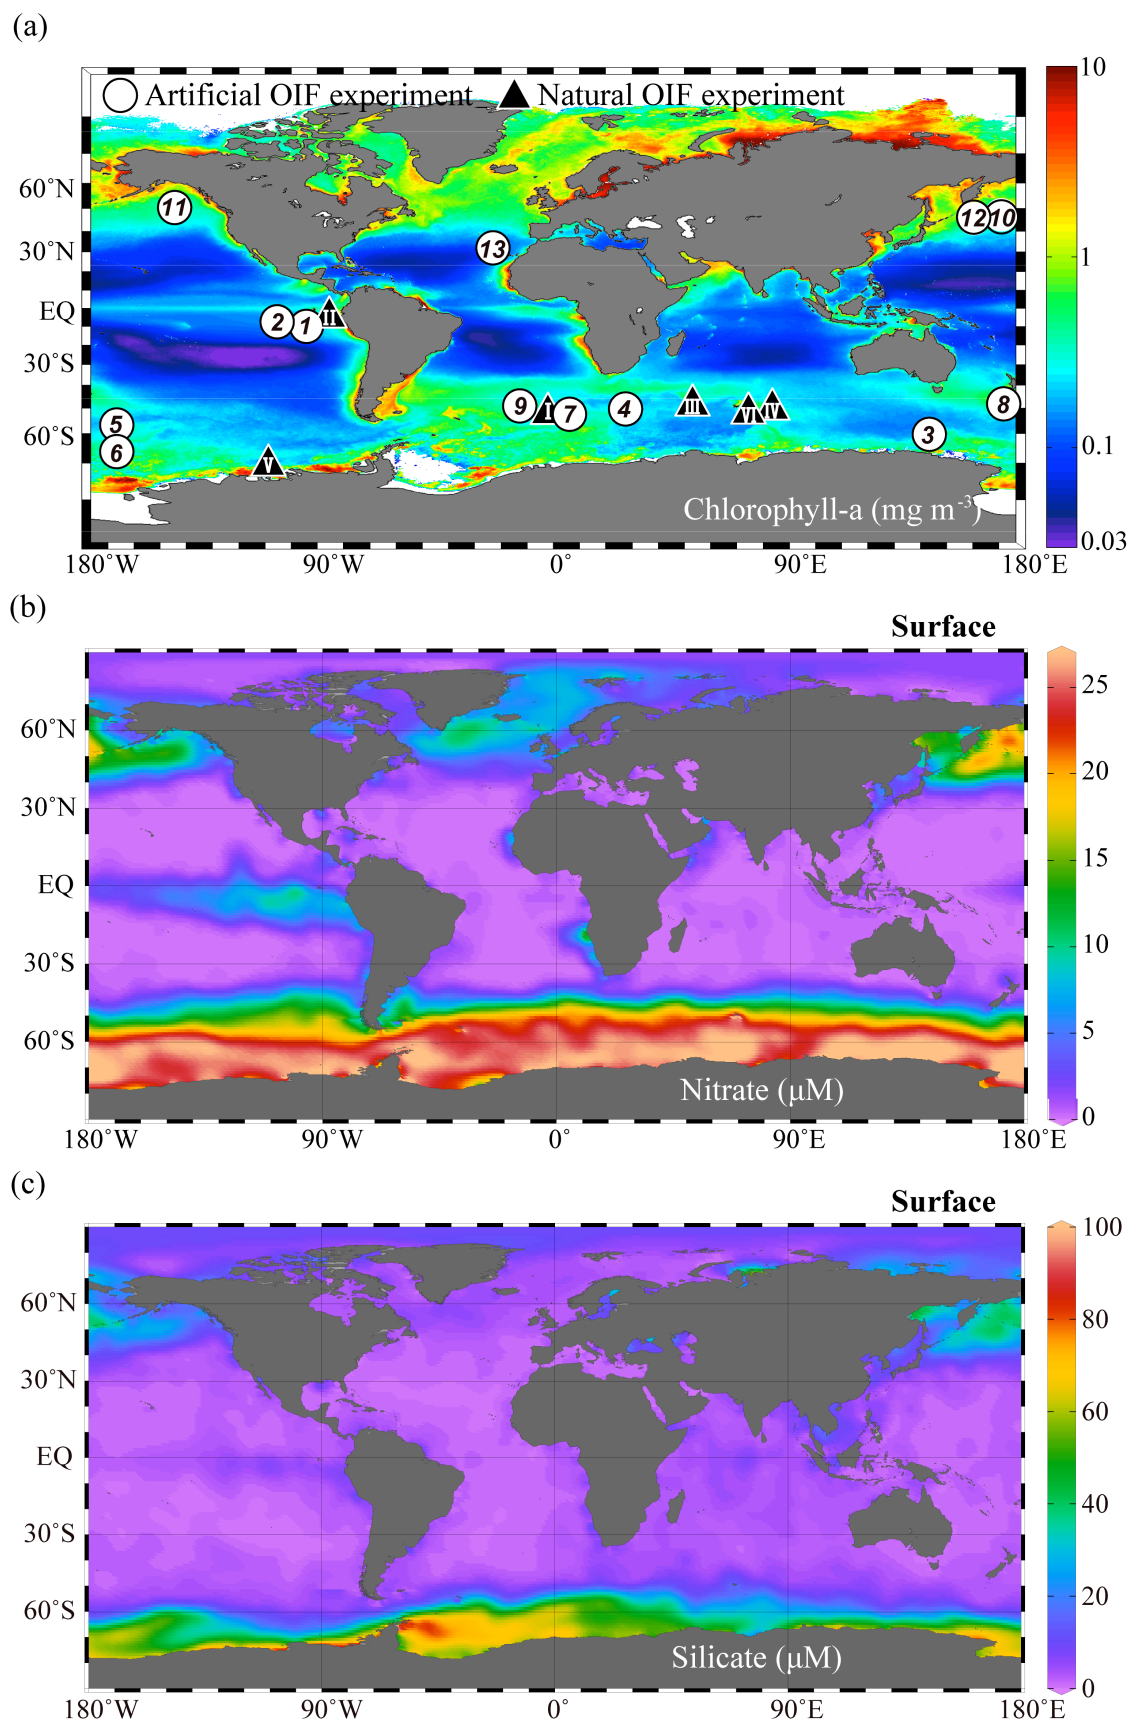 (a)
Artificial OIF experiment Natural OIF experiment
10
60°N
11
12 10
30°N
13
1
EQ
2 1 II
30°S
9 I 7 4 III VI IV 8
0.1
5
60°S
6
3
V
Chlorophyll-a (mg m-3)
0.03
180°W 90°W 0° 90°E 180°E
(b)
Surface
25
60°N
20
30°N
15
EQ
10
30°S
5
60°S
Nitrate (μM)
0
180°W 90°W 0° 90°E 180°E
(c)
Surface
100
60°N
80
30°N
60
EQ
40
30°S
20
60°S
Silicate (μM)
0
180°W 90°W 0° 90°E 180°E